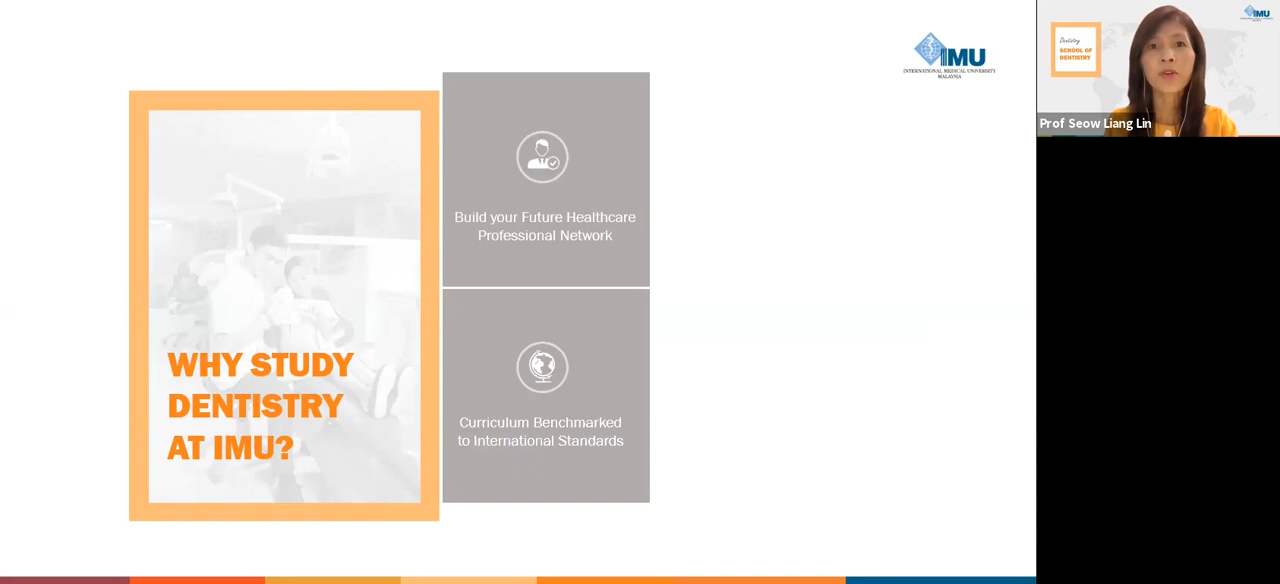 WHY STUDY
DENTISTRY
AT IMU?
Build your Future Healthcare
Professional Network
Curriculum Benchmarked
to International Standards
IMU
INTERNATIONAL MEDICAL UNIVERSITY
MALAYSIA
Dentistry
SCHOOL OF
DENTISTRY
IMU
Prof Seow Liang Lin